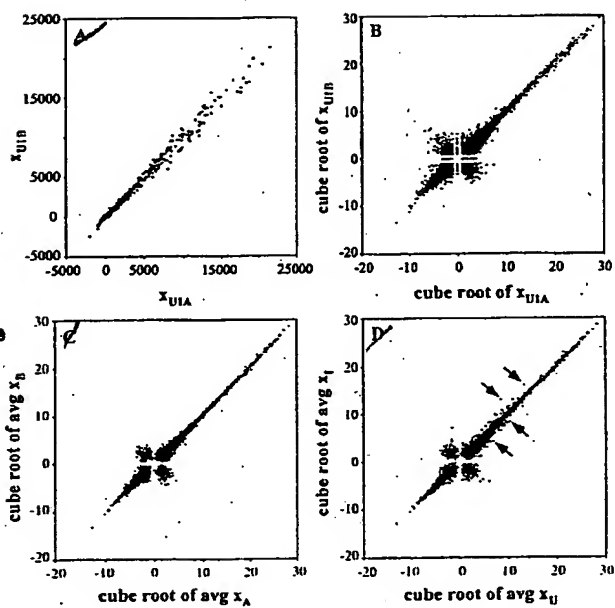 A
25000
15000
5000
0
-5000
x_U1B
-5000 0 5000 15000 25000
x_U1A
B
30
20
10
0
-10
20
cube root of x_U1B
-20 -10 0 10 20 30
cube root of x_U1A
C
30
20
10
0
-10
-20
cube root of avg x_B
-20 -10 0 10 20 30
cube root of avg x_A
D
30
20
10
0
-10
-20
cube root of avg x_I
-20 -10 0 10 20 30
cube root of avg x_U